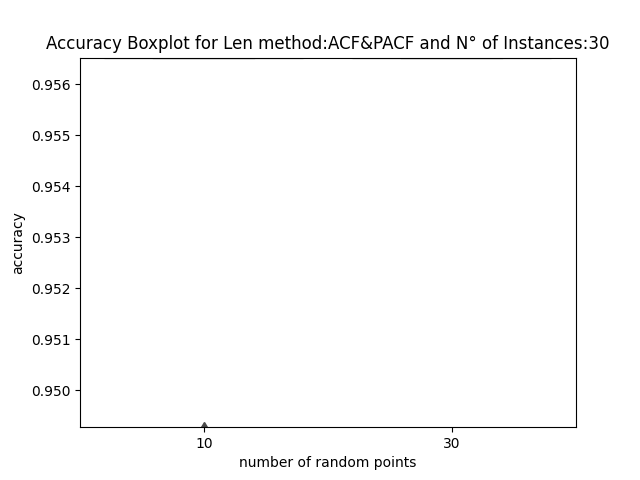 Accuracy Boxplot for Len method:ACF&PACF and N° of Instances:30
0.956
0.955
0.954
0.953
0.952
0.951
0.950
accuracy
10 30
number of random points